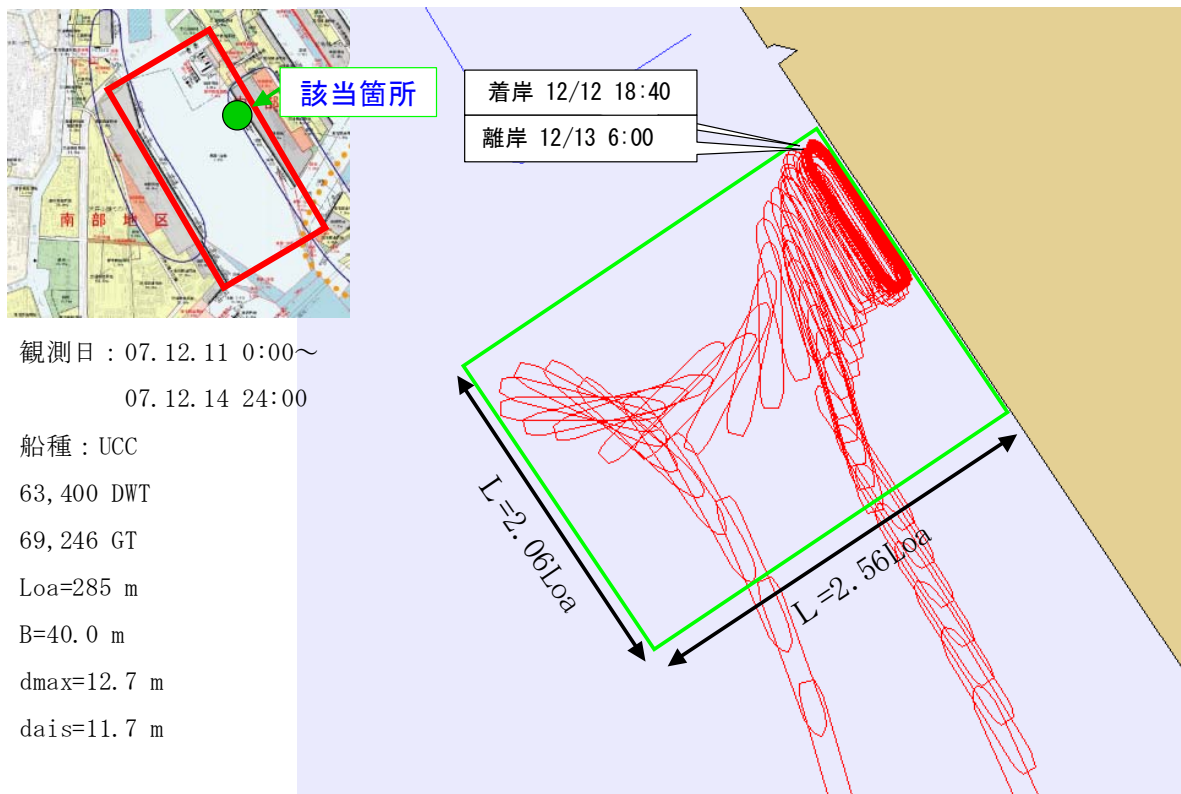 該当箇所
南部地区
着岸 12/12 18:40
離岸 12/13 6:00
観測日：07.12.11 0:00～
07.12.14 24:00
船種：UCC
63,400 DWT
69,246 GT
Loa=285 m
B=40.0 m
dmax=12.7 m
dais=11.7 m
L=2.06Loa
L=2.56Loa